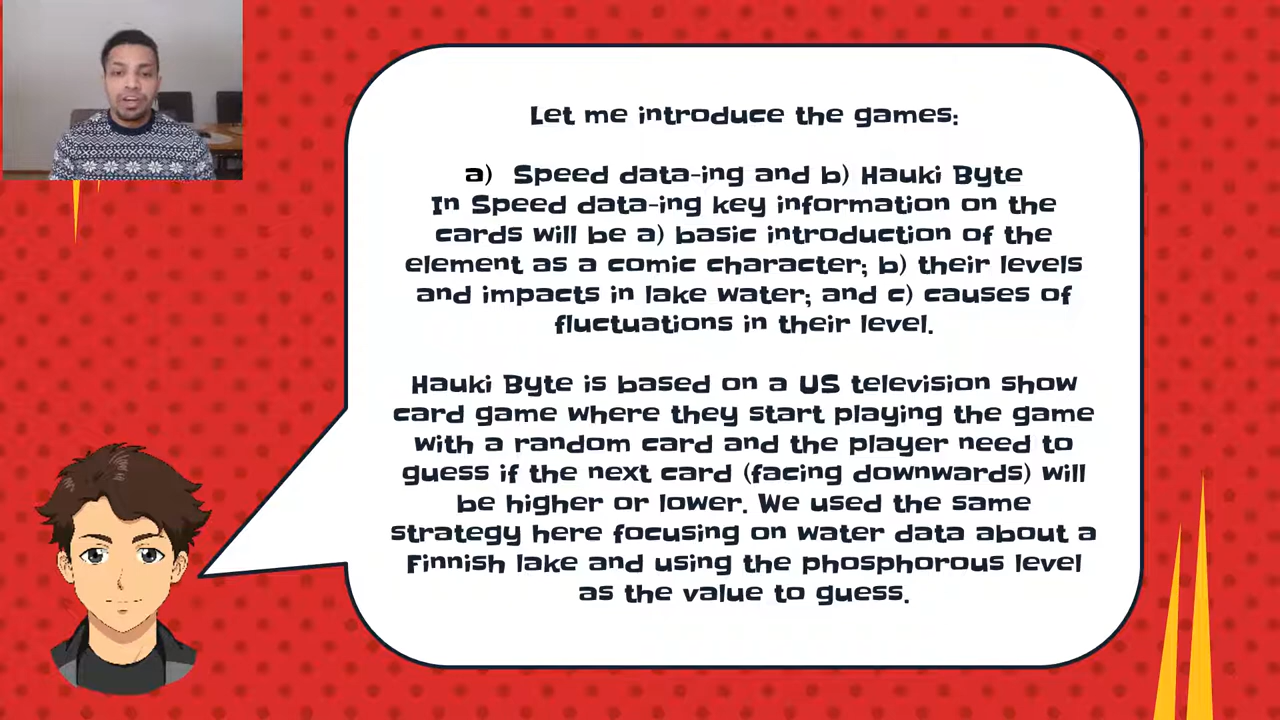 Let me introduce the games:
a) Speed data-ing and b) Hauki Byte
In Speed data-ing key information on the
cards will be a) basic introduction of the
element as a comic character; b) their levels
and impacts in lake water; and c) causes of
fluctuations in their level.
Hauki Byte is based on a US television show
card game where they start playing the game
with a random card and the player need to
guess if the next card (facing downwards) will
be higher or lower. We used the same
strategy here focusing on water data about a
Finnish lake and using the phosphorous level
as the value to guess.